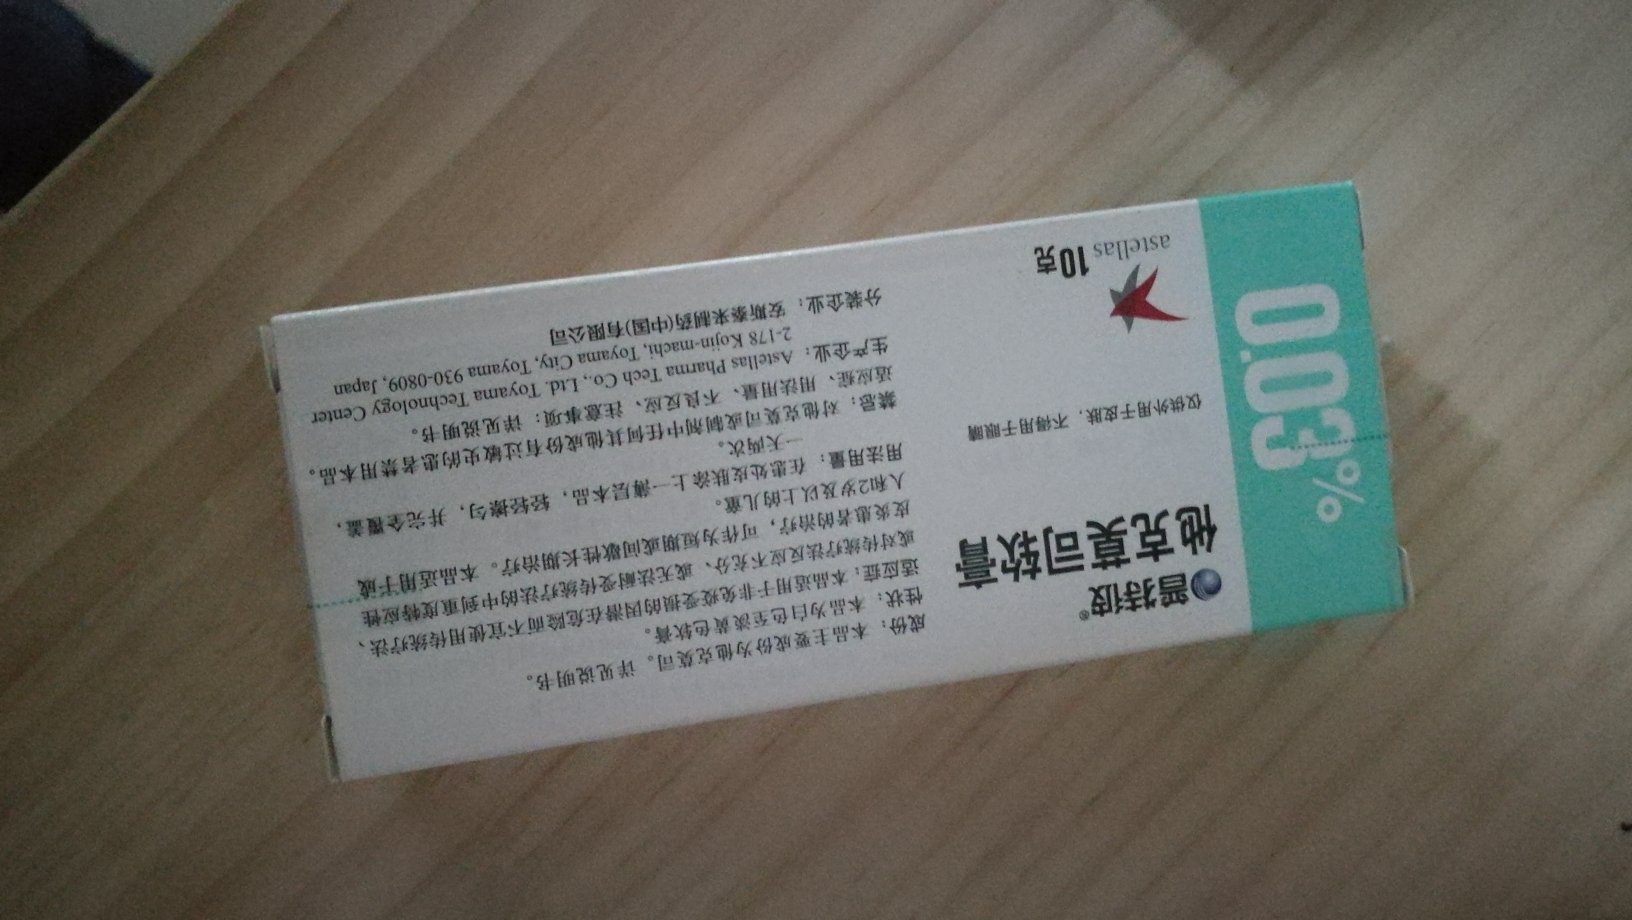 0.03%
普特彼®
他克莫司软膏
仅供外用于皮肤，不得用于眼睛
astellas 10克
成份：本品主要成份为他克莫司。详见说明书。
性状：本品为白色至淡黄色软膏。
适应症：本品适用于非免疫受损的因潜在危险而不宜使用传统疗法、
或对传统疗法反应不充分、或无法耐受传统疗法的中到重度特应性
皮炎患者的治疗，可作为短期或间歇性长期治疗。本品适用于成
人和2岁及以上的儿童。
用法用量：在患处皮肤涂上一薄层本品，轻轻擦匀，并完全覆盖，
一天两次。
禁忌：对他克莫司或制剂中任何其他成份有过敏史的患者禁用本品。
适应症、用法用量、不良反应、注意事项：详见说明书。
生产企业：Astellas Pharma Tech Co., Ltd. Toyama Technology Center
2-178 Kojin-machi, Toyama City, Toyama 930-0809, Japan
分装企业：安斯泰来制药(中国)有限公司